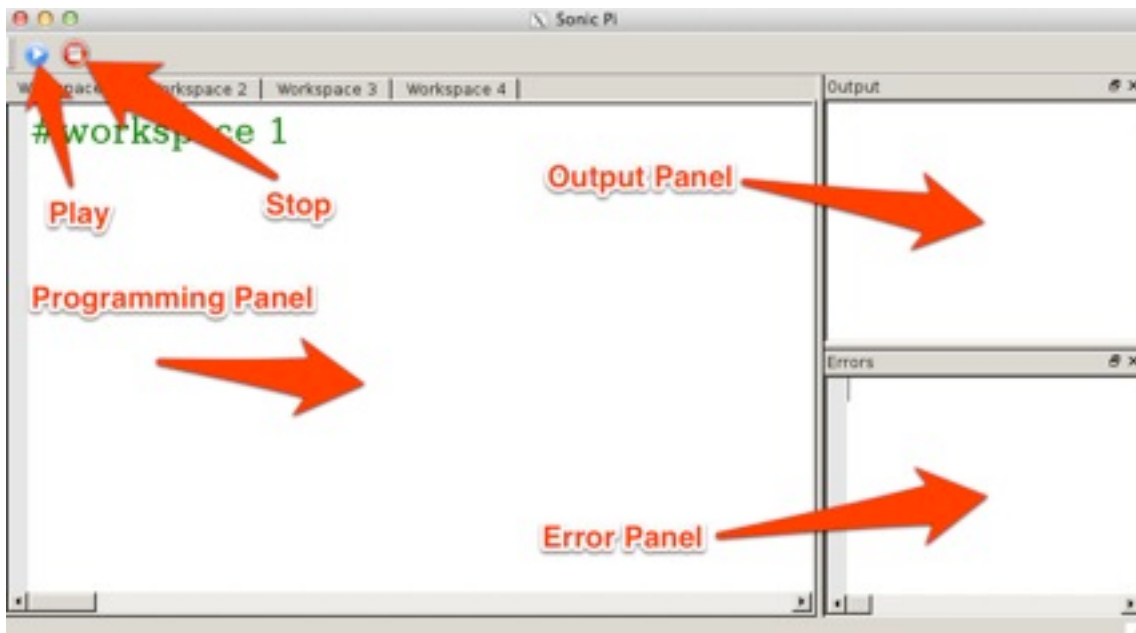 Sonic Pi
Workspace 2 | Workspace 3 | Workspace 4
Output
#workspace 1
Output Panel
Play
Stop
Programming Panel
Errors
Error Panel